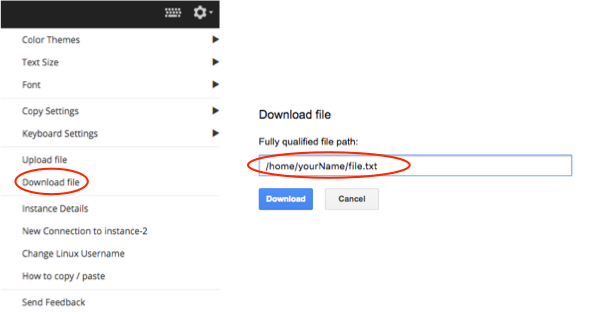 Color Themes
Text Size
Font
Copy Settings
Keyboard Settings
Upload file
Download file
Instance Details
New Connection to instance-2
Change Linux Username
How to copy / paste
Send Feedback
Download file
Fully qualified file path:
/home/yourName/file.txt
Download Cancel